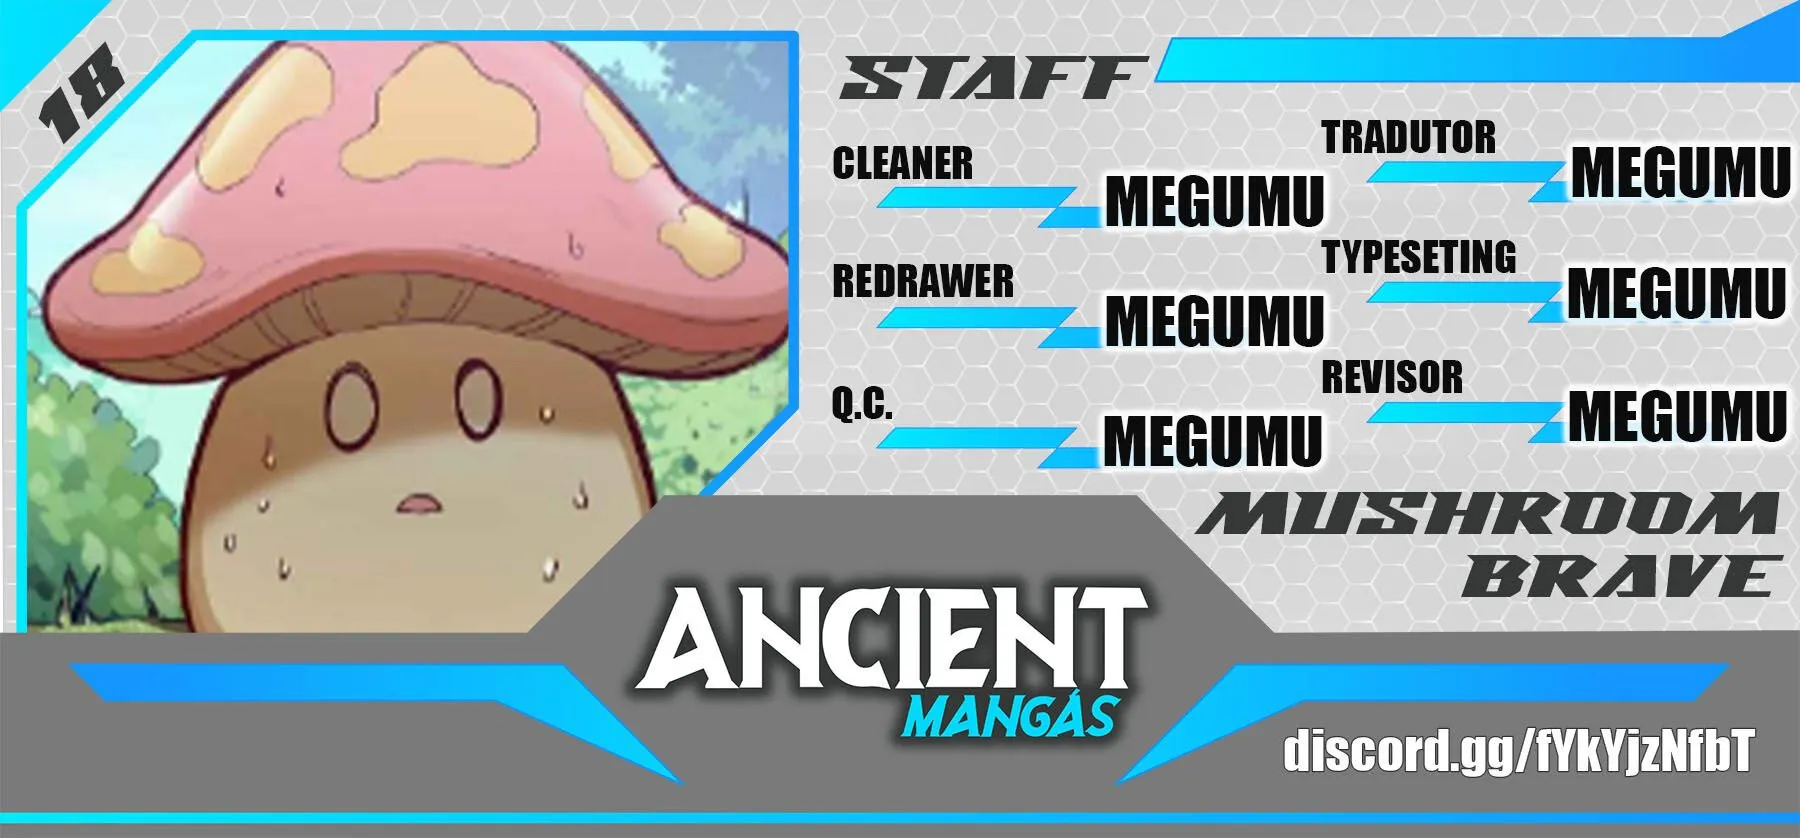 18
STAFF
CLEANER
MEGUMU
TRADUTOR
MEGUMU
REDRAWER
MEGUMU
TYPESETING
MEGUMU
Q.C.
MEGUMU
REVISOR
MEGUMU
MUSHROOM
BRAVE
ANCIENT
MANGÁS
discord.gg/fYkYjzNfbT